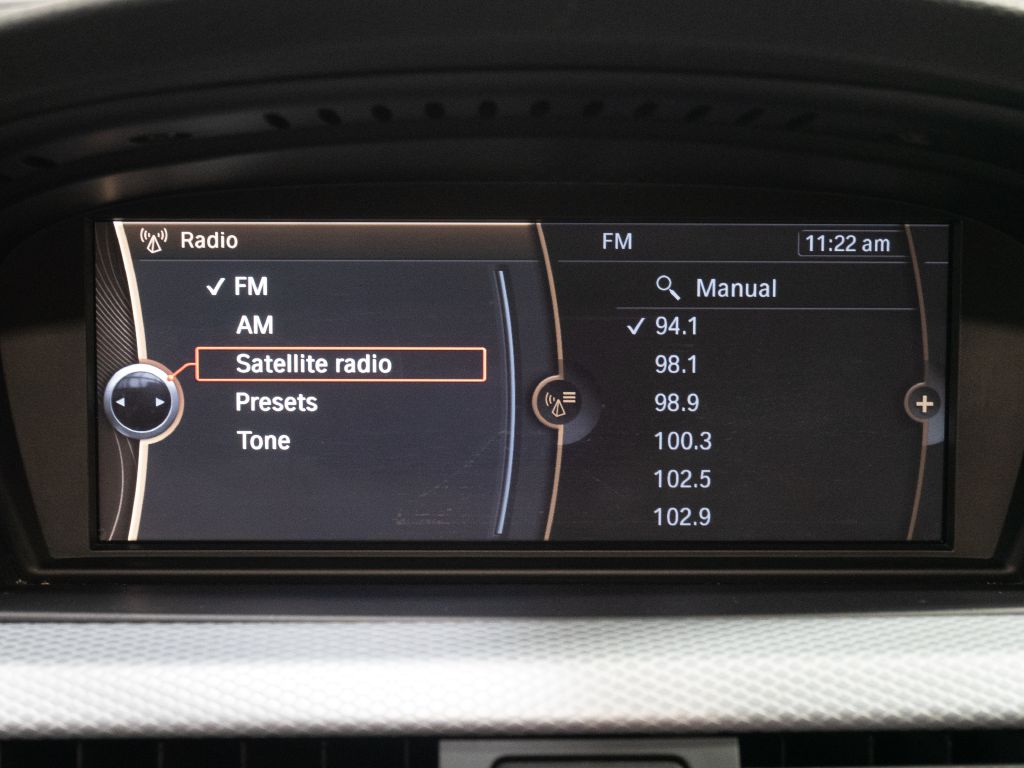 Radio
FM
AM
Satellite radio
Presets
Tone
FM
11:22 am
Manual
94.1
98.1
98.9
100.3
102.5
102.9